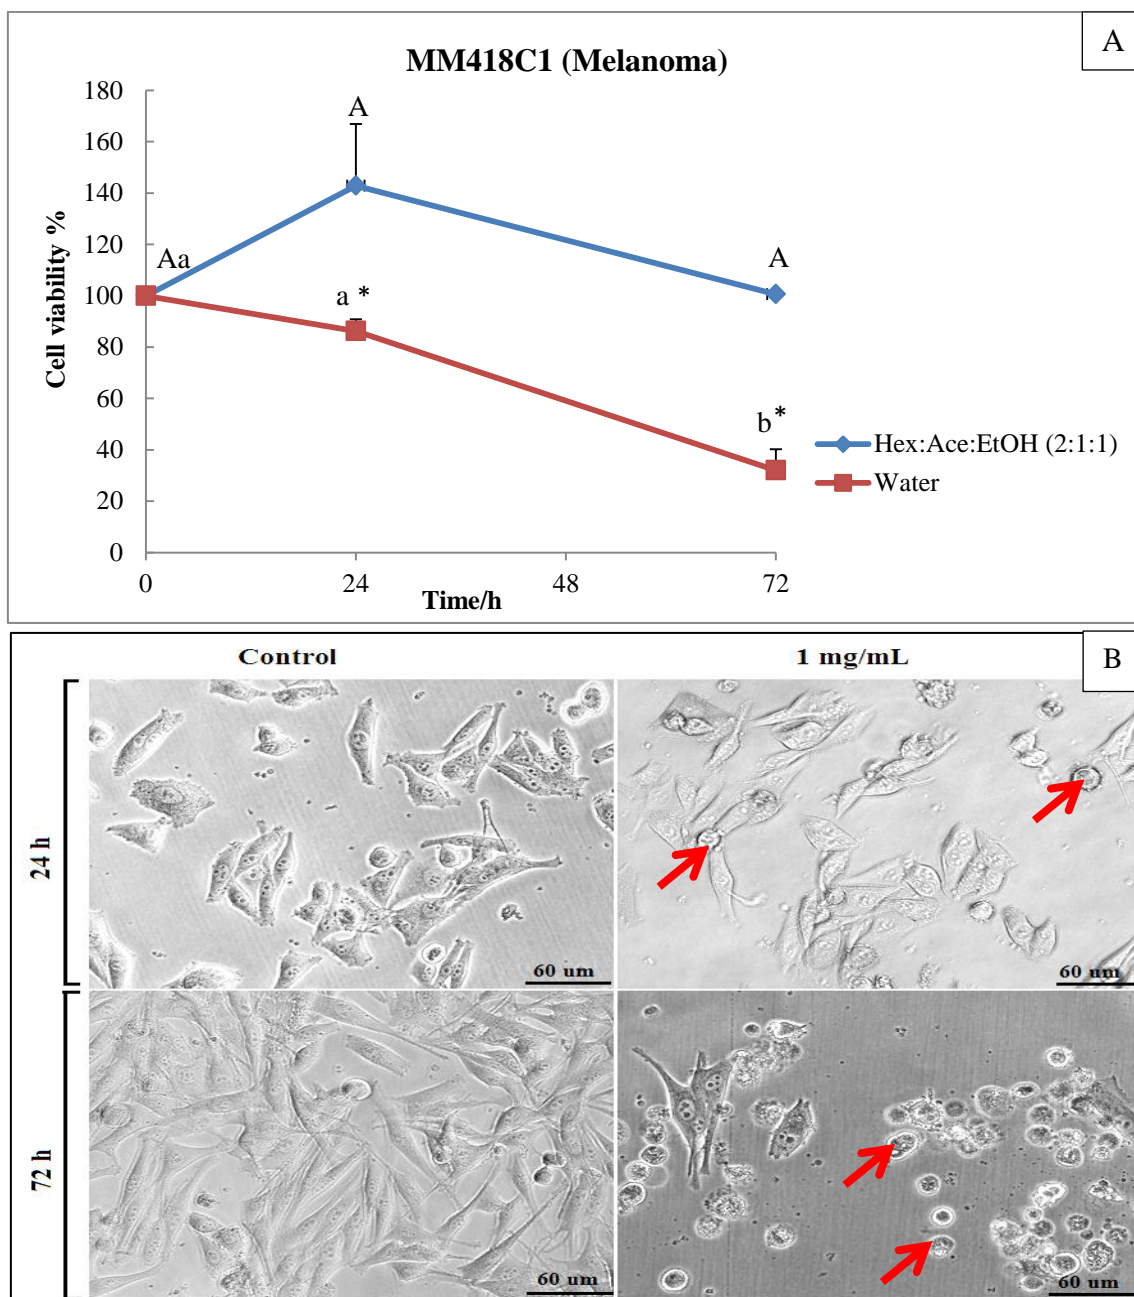 A
MM418C1 (Melanoma)
180
160
140
120
100
80
60
40
20
0
Cell viability %
A
Aa
A
a *
b*
Hex:Ace:EtOH (2:1:1)
Water
0
24
48
72
Time/h
B
Control
1 mg/mL
24 h
60 um
60 um
72 h
60 um
60 um